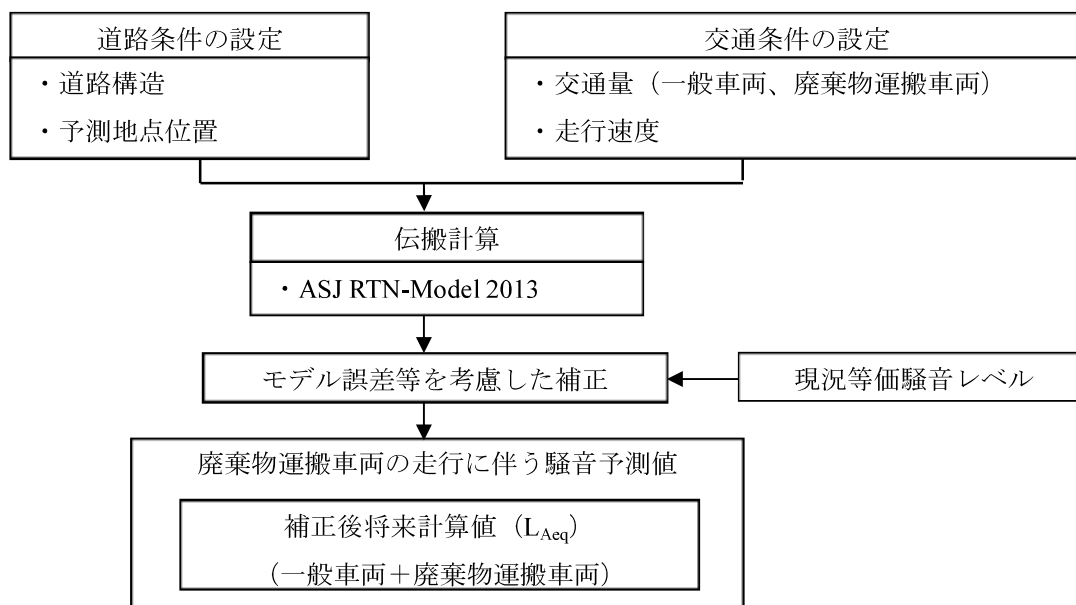 道路条件の設定
・道路構造
・予測地点位置
交通条件の設定
・交通量（一般車両、廃棄物運搬車両）
・走行速度
伝搬計算
・ASJ RTN-Model 2013
モデル誤差等を考慮した補正
現況等価騒音レベル
廃棄物運搬車両の走行に伴う騒音予測値
補正後将来計算値（LAeq）
（一般車両＋廃棄物運搬車両）